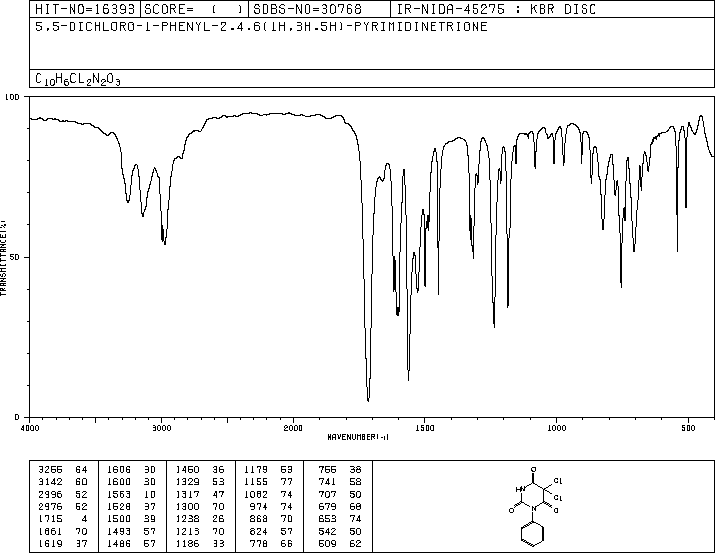 HIT-NO=16393 SCORE= ( ) SDBS-NO=30768 IR-NIDA-45275 : KBR DISC
5,5-DICHLORO-1-PHENYL-2,4,6(1H,3H,5H)-PYRIMIDINETRIONE
C10H6CL2N2O3
100
50
0
TRANSMITTANCE(%)
4000 3000 2000 1500 1000 500
WAVENUMBER(-1)
3255 64 1606 30 1450 36 1179 53 755 38
3142 60 1600 30 1329 53 1155 77 741 58
2996 52 1563 10 1317 47 1082 74 707 50
2976 52 1528 37 1300 70 974 74 679 68
1715 4 1500 39 1238 26 868 70 653 74
1661 70 1493 57 1213 70 824 57 542 50
1619 37 1486 57 1186 33 778 66 509 62
O
Cl
HN
Cl
O
N
O